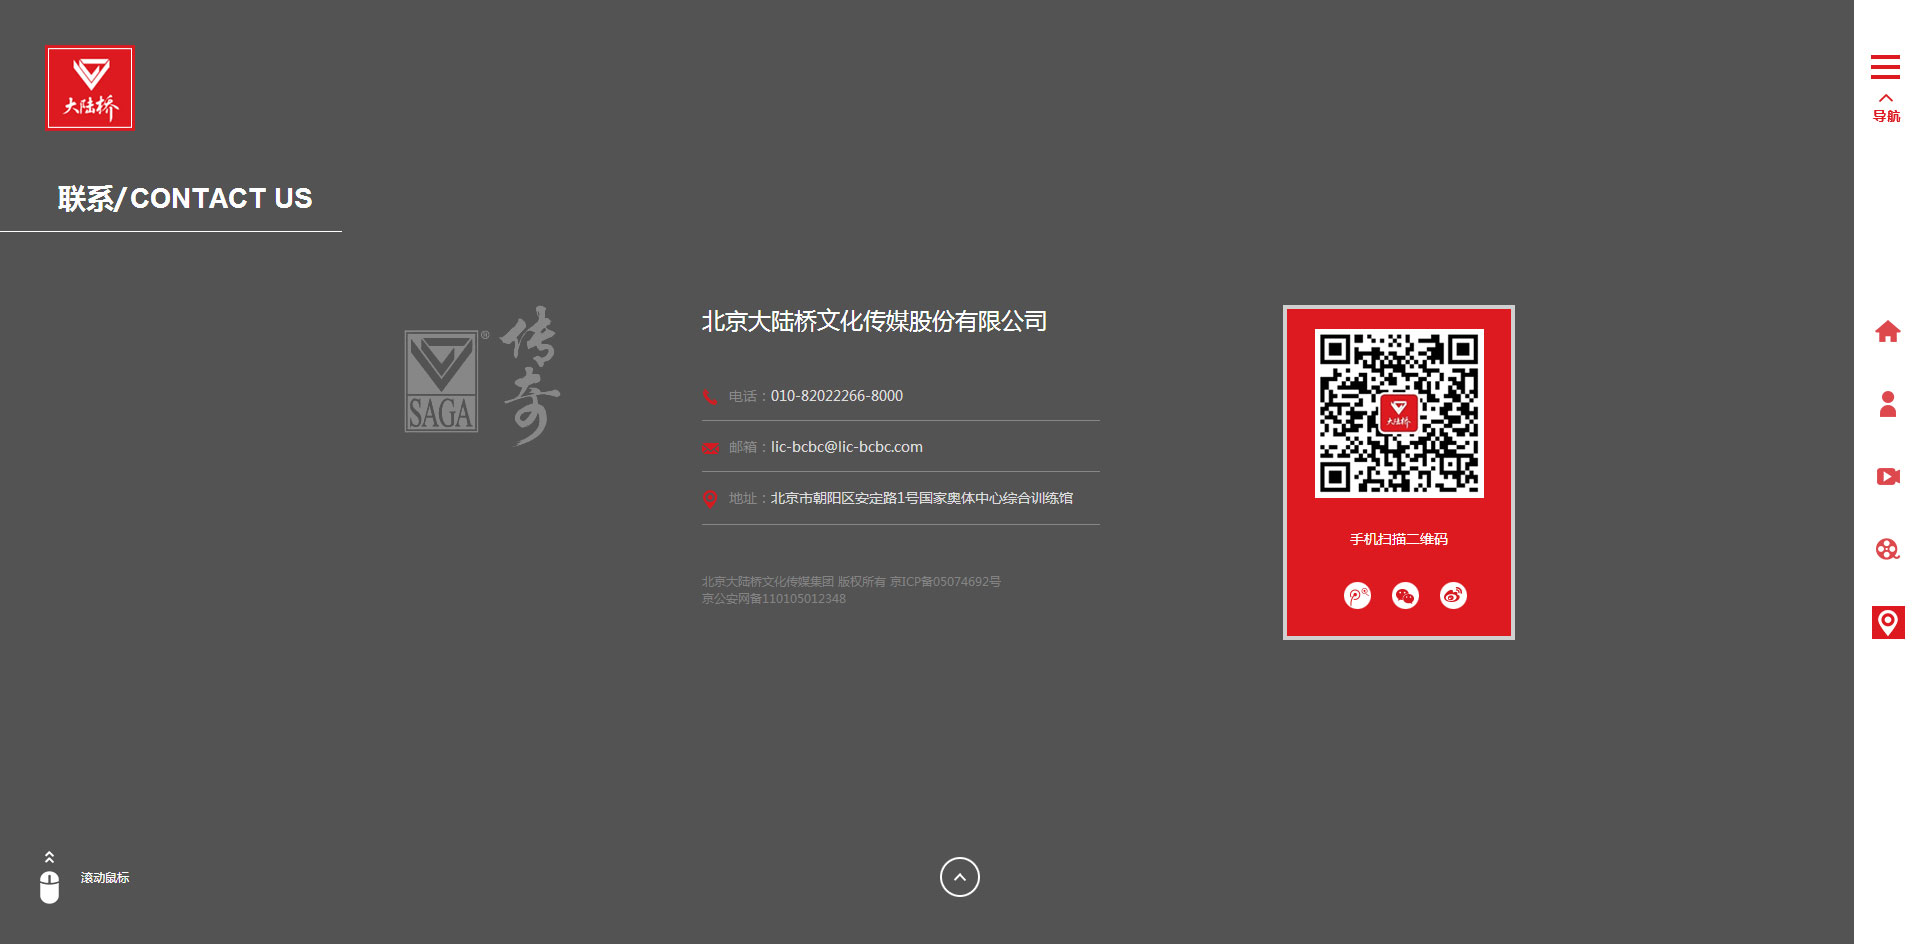 大陆桥
导航
联系/CONTACT US
传奇
SAGA®
北京大陆桥文化传媒股份有限公司
电话：010-82022266-8000
邮箱：lic-bcbc@lic-bcbc.com
地址：北京市朝阳区安定路1号国家奥体中心综合训练馆
北京大陆桥文化传媒集团 版权所有 京ICP备05074692号
京公安网备110105012348
大陆桥
手机扫描二维码
滚动鼠标